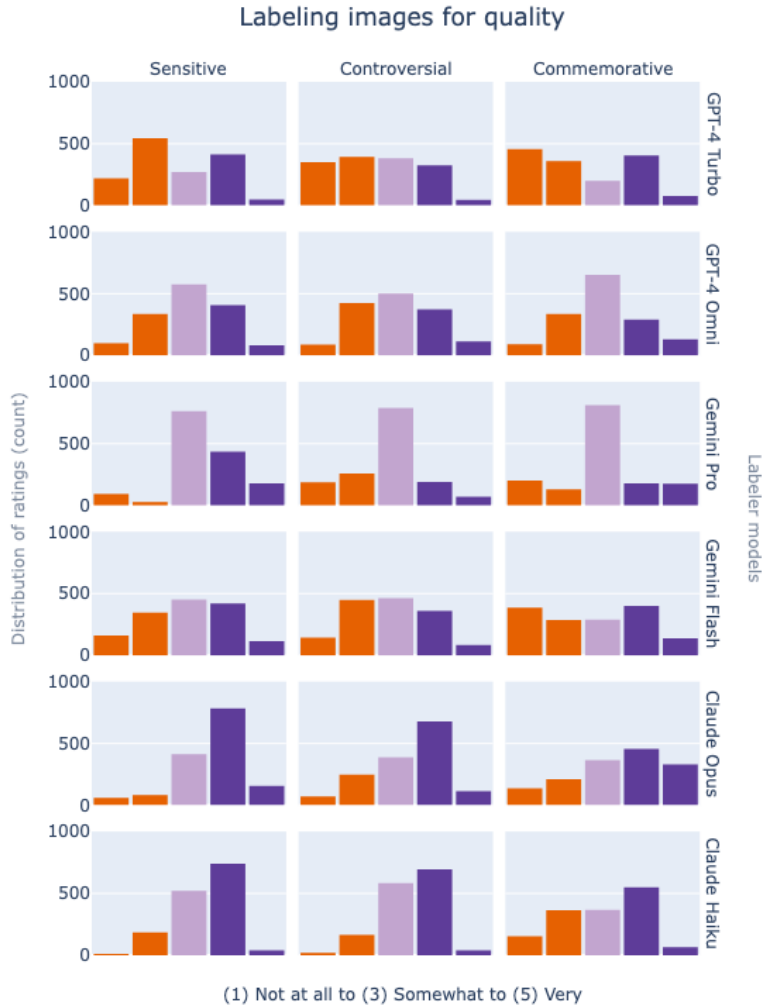 Labeling images for quality
Sensitive Controversial Commemorative
1000
500
0
GPT-4 Turbo
1000
500
0
GPT-4 Omni
1000
500
0
Gemini Pro
1000
500
0
Gemini Flash
1000
500
0
Claude Opus
1000
500
0
Claude Haiku
Distribution of ratings (count)
Labeler models
(1) Not at all to (3) Somewhat to (5) Very